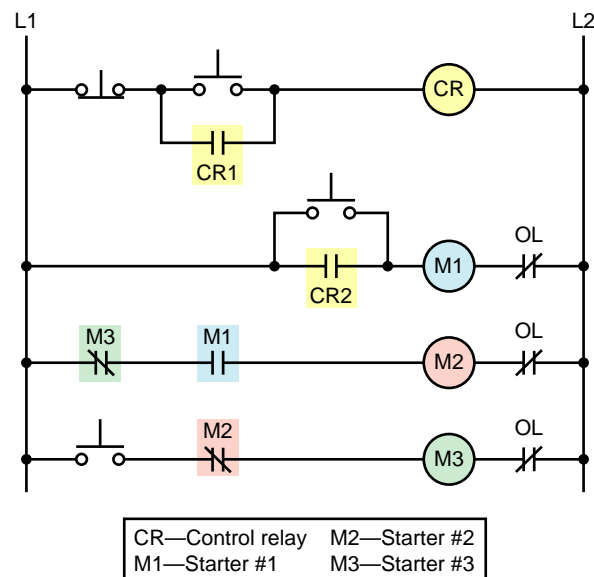 L1 L2
CR
CR1
OL
M1
CR2
M3 M1 OL
M2
M2 OL
M3
CR—Control relay M2—Starter #2
M1—Starter #1 M3—Starter #3